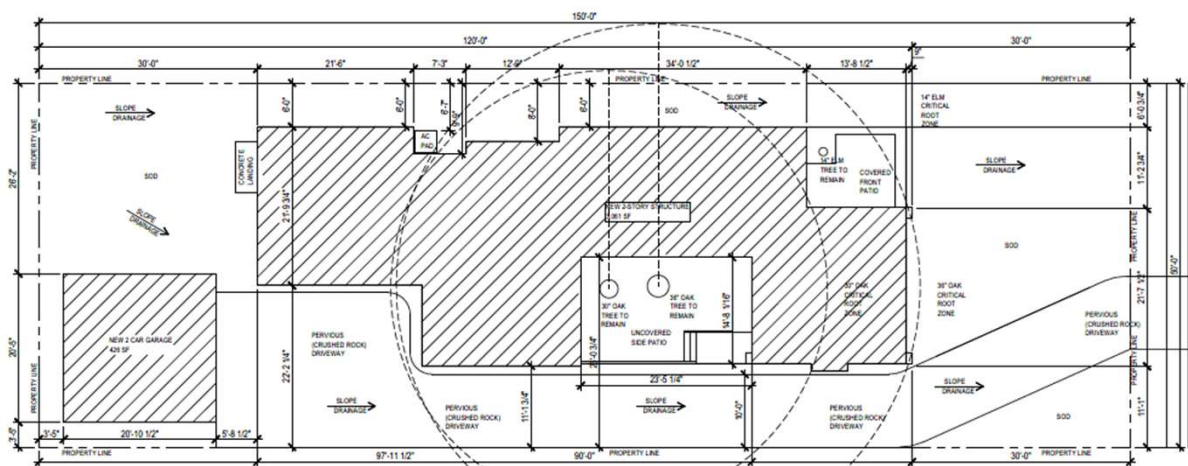 150'-0"
120'-0"
30'-0"
9"
30'-0"
21'-6"
7'-3"
12'-9"
34'-0 1/2"
13'-8 1/2"
PROPERTY LINE
PROPERTY LINE
PROPERTY LINE
PROPERTY LINE
SLOPE
DRAINAGE
6'-0"
6'-0"
6'-7"
8'-0"
6'-0"
SLOPE
DRAINAGE
SOD
14" ELM
CRITICAL
ROOT
ZONE
6'-0 3/4"
PROPERTY LINE
AC
PAD
CONCRETE
LANDING
14" ELM
TREE TO
REMAIN
COVERED
FRONT
PATIO
SLOPE
DRAINAGE
11'-2 3/4"
SOD
26'-2"
SLOPE
DRAINAGE
21'-9 3/4"
NEW 2-STORY STRUCTURE
SOD
PROPERTY LINE
21'-7 1/2"
30" OAK
TREE TO
REMAIN
36" OAK
TREE TO
REMAIN
30" OAK
CRITICAL
ROOT
ZONE
36" OAK
CRITICAL
ROOT
ZONE
14'-8 1/16"
UNCOVERED
SIDE PATIO
PERVIOUS
(CRUSHED ROCK)
DRIVEWAY
PERVIOUS
(CRUSHED ROCK)
DRIVEWAY
NEW 2 CAR GARAGE
426 SF
20'-5"
PROPERTY LINE
PROPERTY LINE
22'-2 1/4"
23'-5 1/4"
SLOPE
DRAINAGE
PERVIOUS
(CRUSHED ROCK)
DRIVEWAY
11'-1 3/4"
SLOPE
DRAINAGE
10'-0"
PERVIOUS
(CRUSHED ROCK)
DRIVEWAY
SLOPE
DRAINAGE
SOD
11'-1"
3'-5"
3'-5"
20'-10 1/2"
5'-8 1/2"
PROPERTY LINE
PROPERTY LINE
PROPERTY LINE
PROPERTY LINE
97'-11 1/2"
90'-0"
30'-0"